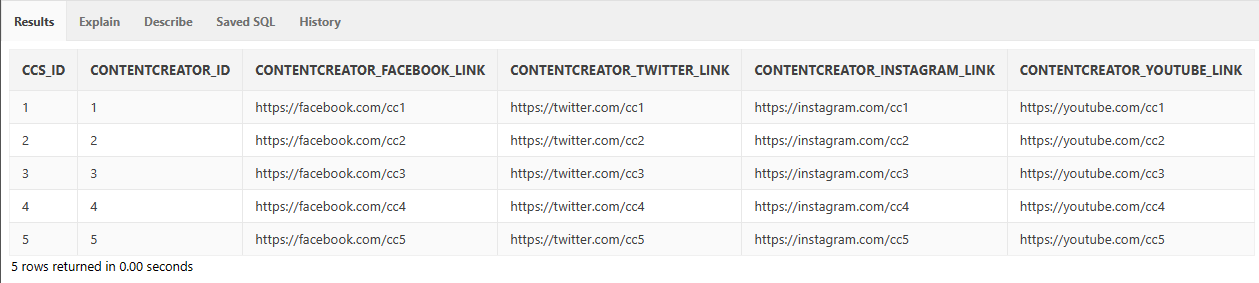 Results Explain Describe Saved SQL History
CCS_ID CONTENTCREATOR_ID CONTENTCREATOR_FACEBOOK_LINK CONTENTCREATOR_TWITTER_LINK CONTENTCREATOR_INSTAGRAM_LINK CONTENTCREATOR_YOUTUBE_LINK
1 1 https://facebook.com/cc1 https://twitter.com/cc1 https://instagram.com/cc1 https://youtube.com/cc1
2 2 https://facebook.com/cc2 https://twitter.com/cc2 https://instagram.com/cc2 https://youtube.com/cc2
3 3 https://facebook.com/cc3 https://twitter.com/cc3 https://instagram.com/cc3 https://youtube.com/cc3
4 4 https://facebook.com/cc4 https://twitter.com/cc4 https://instagram.com/cc4 https://youtube.com/cc4
5 5 https://facebook.com/cc5 https://twitter.com/cc5 https://instagram.com/cc5 https://youtube.com/cc5
5 rows returned in 0.00 seconds